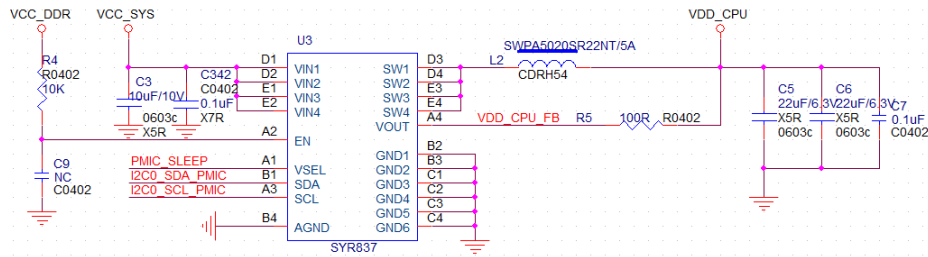 VCC_DDR
VCC_SYS
VDD_CPU
R4
R0402
10K
C3
10uF/10V
0603c
X5R
C342
C0402
0.1uF
X7R
C9
NC
C0402
PMIC_SLEEP
I2C0_SDA_PMIC
I2C0_SCL_PMIC
U3
D1
VIN1
D2
VIN2
E1
VIN3
E2
VIN4
A2
EN
A1
VSEL
B1
SDA
A3
SCL
B4
AGND
SW1
D3
SW2
D4
SW3
E3
SW4
E4
VOUT
A4
GND1
B2
GND2
B3
GND3
C1
GND4
C2
GND5
C3
GND6
C4
SYR837
SWPA5020SR22NT/5A
L2
CDRH54
VDD_CPU_FB
R5
100R
R0402
C5
22uF/6.3V
X5R
0603c
C6
22uF/6.3V
X5R
0603c
C7
0.1uF
C0402